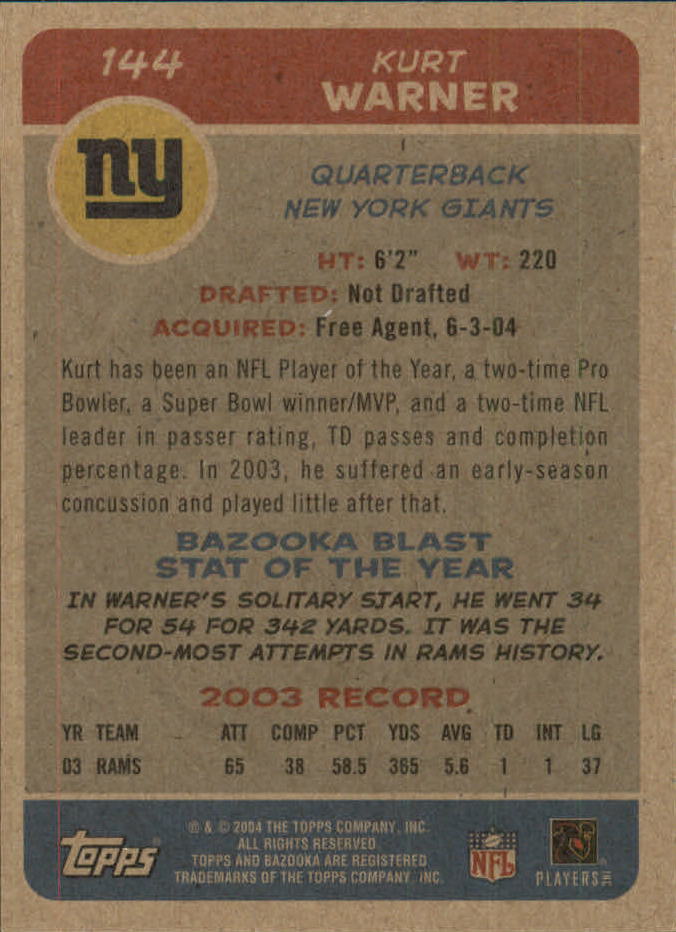 144
KURT
WARNER
ny
QUARTERBACK
NEW YORK GIANTS
HT: 6'2" WT: 220
DRAFTED: Not Drafted
ACQUIRED: Free Agent, 6-3-04
Kurt has been an NFL Player of the Year, a two-time Pro
Bowler, a Super Bowl winner/MVP, and a two-time NFL
leader in passer rating, TD passes and completion
percentage. In 2003, he suffered an early-season
concussion and played little after that.
BAZOOKA BLAST
STAT OF THE YEAR
IN WARNER'S SOLITARY START, HE WENT 34
FOR 54 FOR 342 YARDS. IT WAS THE
SECOND-MOST ATTEMPTS IN RAMS HISTORY.
2003 RECORD
YR TEAM ATT COMP PCT YDS AVG TD INT LG
03 RAMS 65 38 58.5 365 5.6 1 1 37
Topps
® & © 2004 THE TOPPS COMPANY, INC.
ALL RIGHTS RESERVED
TOPPS AND BAZOOKA ARE REGISTERED
TRADEMARKS OF THE TOPPS COMPANY, INC.
NFL
PLAYERS INC